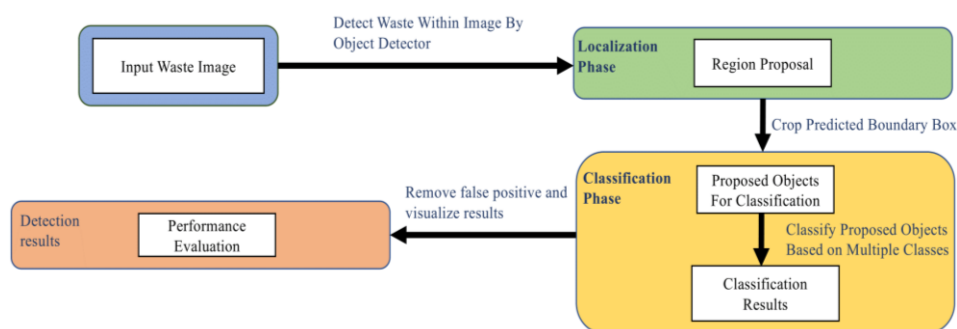 Detect Waste Within Image By
Object Detector
Input Waste Image
Localization
Phase
Region Proposal
Crop Predicted Boundary Box
Classification
Phase
Proposed Objects
For Classification
Classify Proposed Objects
Based on Multiple Classes
Classification
Results
Remove false positive and
visualize results
Detection
results
Performance
Evaluation